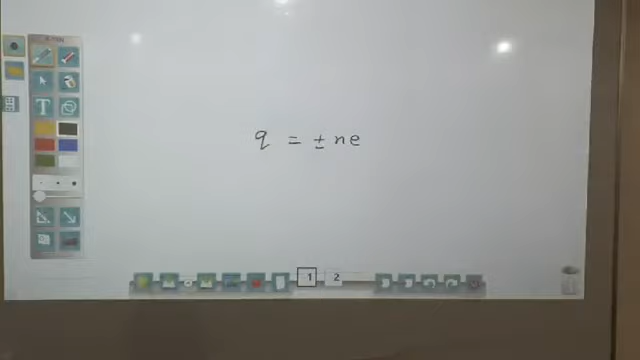 q = ± ne
1 2